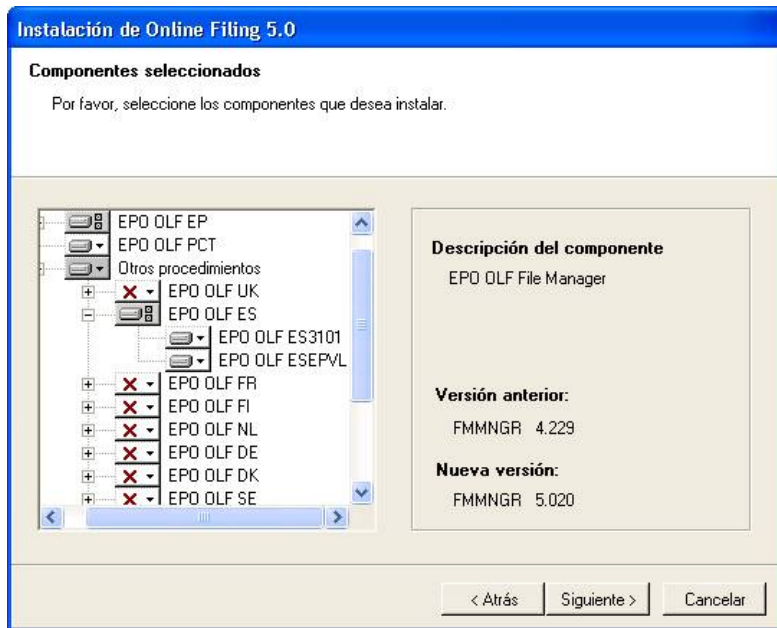 Instalación de Online Filing 5.0
Componentes seleccionados
Por favor, seleccione los componentes que desea instalar.
EPO OLF EP
EPO OLF PCT
Otros procedimientos
EPO OLF UK
EPO OLF ES
EPO OLF ES3101
EPO OLF ESEPVL
EPO OLF FR
EPO OLF FI
EPO OLF NL
EPO OLF DE
EPO OLF DK
EPO OLF SE
Descripción del componente
EPO OLF File Manager
Versión anterior:
FMMNGR 4.229
Nueva versión:
FMMNGR 5.020
< Atrás
Siguiente >
Cancelar